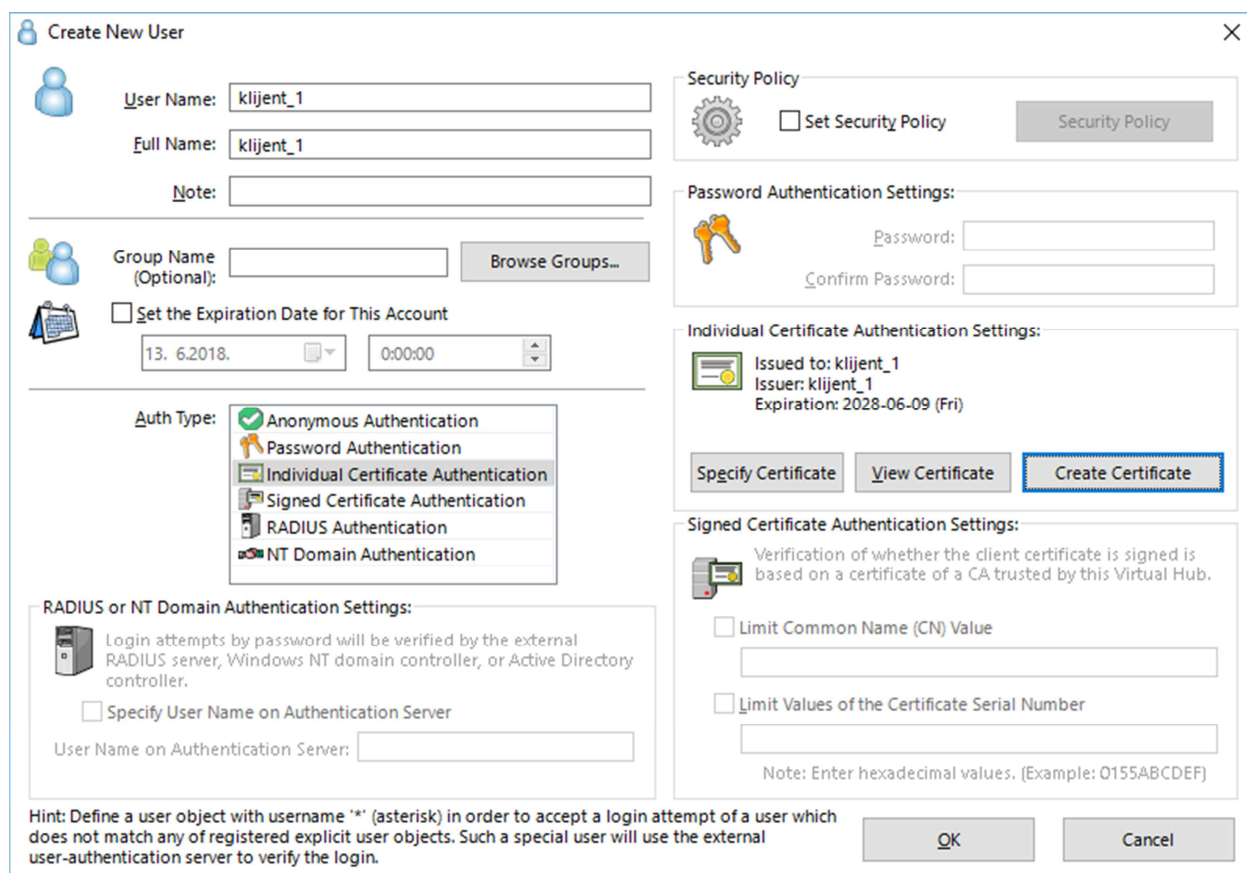 Create New User
User Name:
klijent_1
Full Name:
klijent_1
Note:
Group Name
(Optional):
Browse Groups...
Set the Expiration Date for This Account
13. 6.2018.
0:00:00
Auth Type:
Anonymous Authentication
Password Authentication
Individual Certificate Authentication
Signed Certificate Authentication
RADIUS Authentication
NT Domain Authentication
RADIUS or NT Domain Authentication Settings:
Login attempts by password will be verified by the external
RADIUS server, Windows NT domain controller, or Active Directory
controller.
Specify User Name on Authentication Server
User Name on Authentication Server:
Security Policy
Set Security Policy
Security Policy
Password Authentication Settings:
Password:
Confirm Password:
Individual Certificate Authentication Settings:
Issued to: klijent_1
Issuer: klijent_1
Expiration: 2028-06-09 (Fri)
Specify Certificate
View Certificate
Create Certificate
Signed Certificate Authentication Settings:
Verification of whether the client certificate is signed is
based on a certificate of a CA trusted by this Virtual Hub.
Limit Common Name (CN) Value
Limit Values of the Certificate Serial Number
Note: Enter hexadecimal values. (Example: 0155ABCDEF)
Hint: Define a user object with username '*' (asterisk) in order to accept a login attempt of a user which
does not match any of registered explicit user objects. Such a special user will use the external
user-authentication server to verify the login.
OK
Cancel